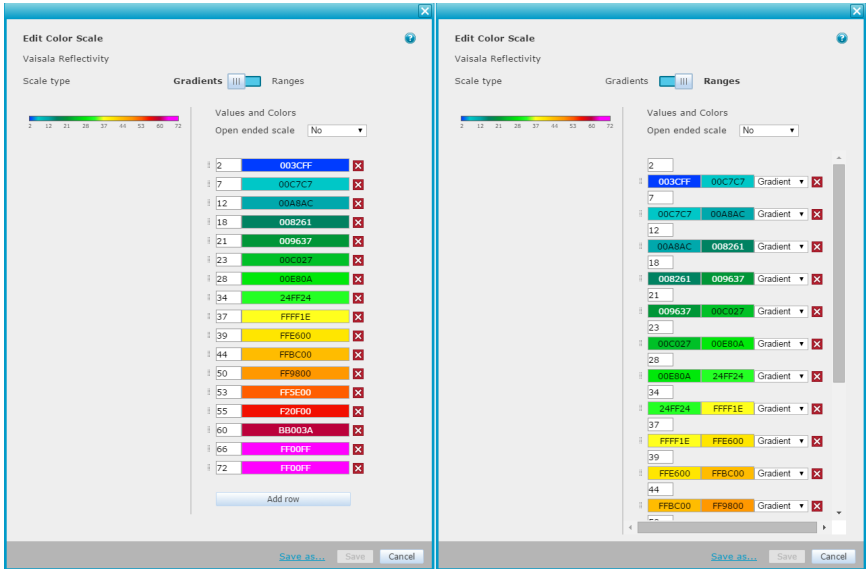 Edit Color Scale
Vaisala Reflectivity
Scale type Gradients Ranges
2 12 21 28 37 44 53 60 72
Values and Colors
Open ended scale No
2 003CFF
7 00C7C7
12 00A8AC
18 008261
21 009637
23 00C027
28 00E80A
34 24FF24
37 FFFF1E
39 FFE600
44 FFBC00
50 FF9800
53 FF5E00
55 F20F00
60 BB003A
66 FF00FF
72 FF00FF
Add row
Save as... Save Cancel
Edit Color Scale
Vaisala Reflectivity
Scale type Gradients Ranges
2 12 21 28 37 44 53 60 72
Values and Colors
Open ended scale No
2
003CFF 00C7C7 Gradient
7
00C7C7 00A8AC Gradient
12
00A8AC 008261 Gradient
18
008261 009637 Gradient
21
009637 00C027 Gradient
23
00C027 00E80A Gradient
28
00E80A 24FF24 Gradient
34
24FF24 FFFF1E Gradient
37
FFFF1E FFE600 Gradient
39
FFE600 FFBC00 Gradient
44
FFBC00 FF9800 Gradient
Save as... Save Cancel